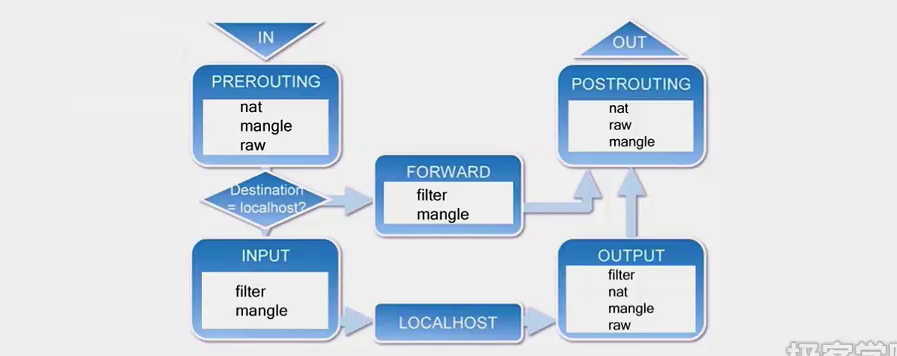 IN
PREROUTING
nat
mangle
raw
Destination
= localhost?
FORWARD
filter
mangle
INPUT
filter
mangle
LOCALHOST
OUTPUT
filter
nat
mangle
raw
POSTROUTING
nat
raw
mangle
OUT